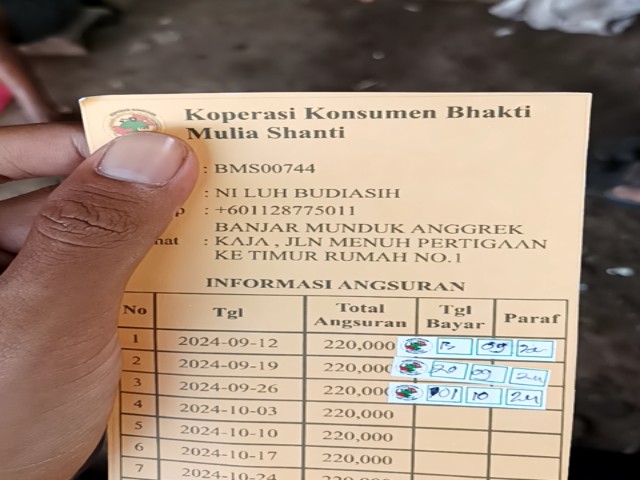 Koperasi Konsumen Bhakti
Mulia Shanti
: BMS00744
: NI LUH BUDIASIH
: +601128775011
BANJAR MUNDUK ANGGREK
: KAJA , JLN MENUH PERTIGAAN
KE TIMUR RUMAH NO.1
INFORMASI ANGSURAN
No Tgl Total Angsuran Tgl Bayar Paraf
1 2024-09-12 220,000 09
2 2024-09-19 220,000 20 09 24
3 2024-09-26 220,000 01 10 24
4 2024-10-03 220,000
5 2024-10-10 220,000
6 2024-10-17 220,000
7 2024-10-24 220,000